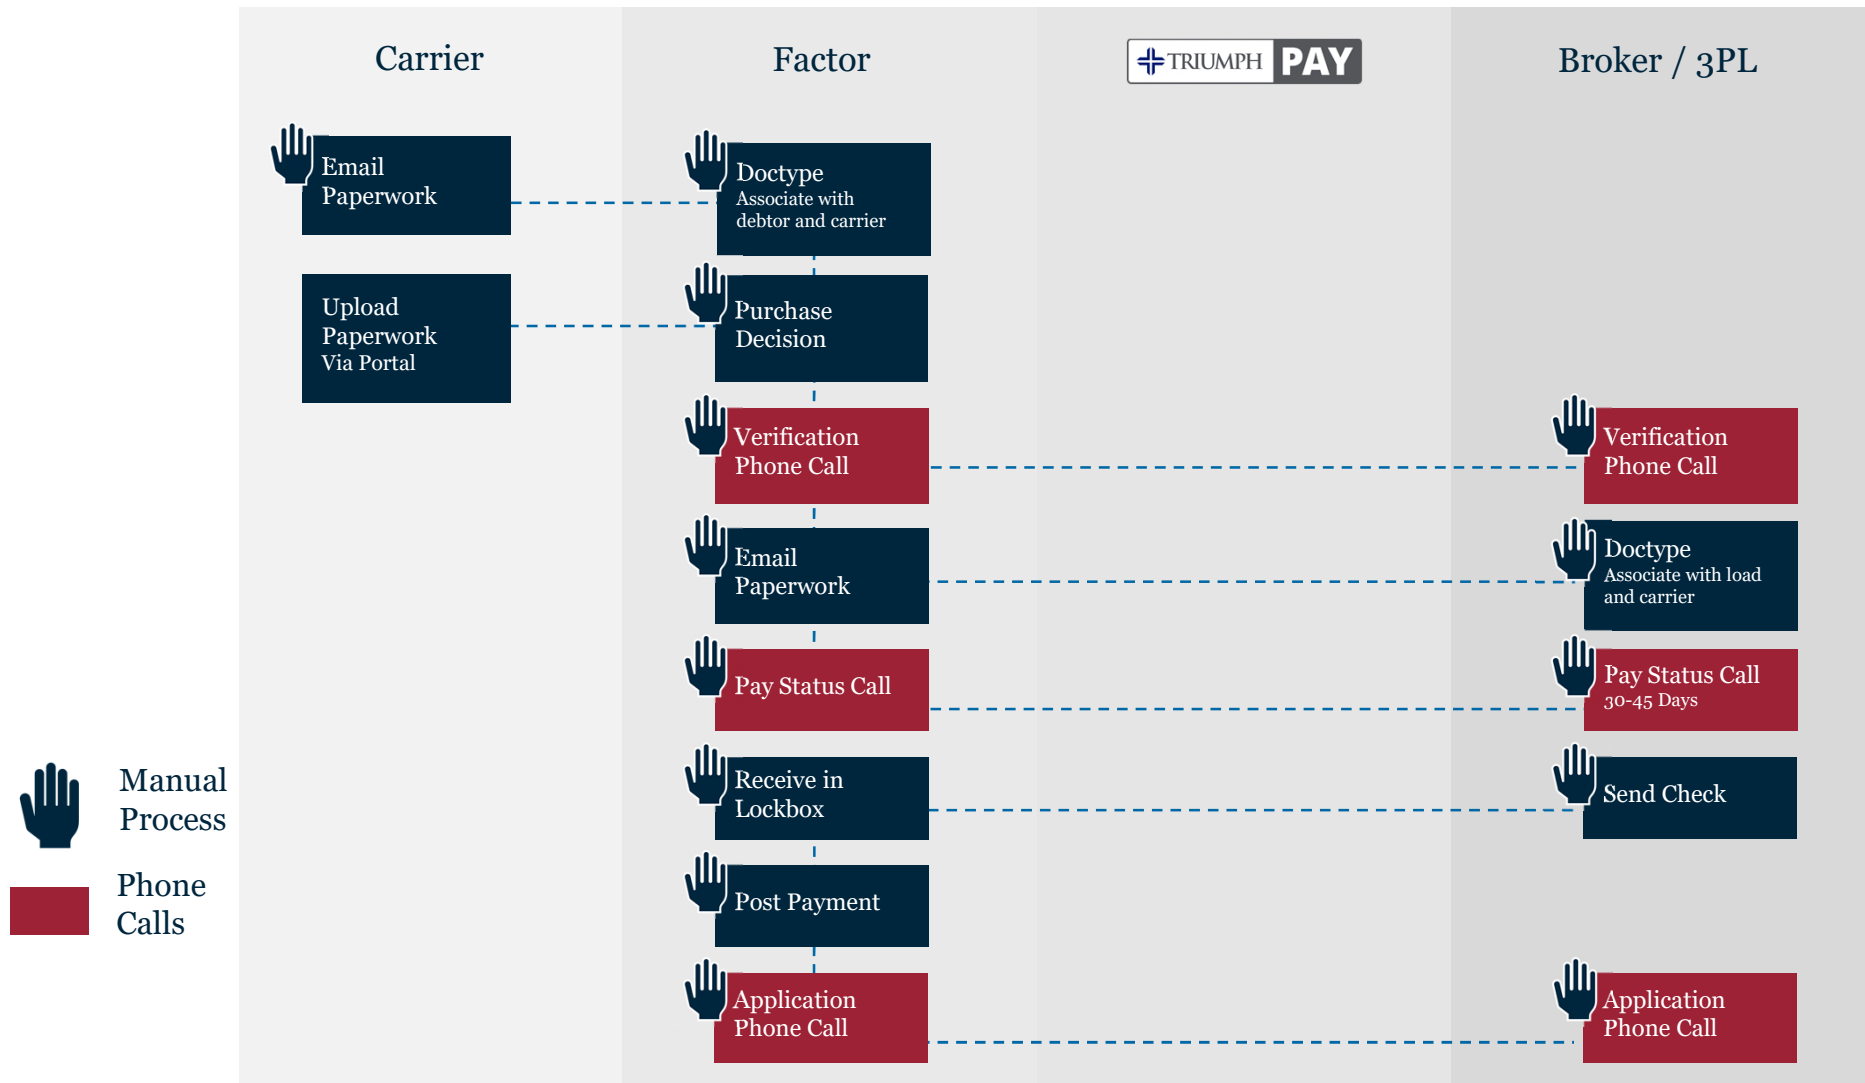 Carrier
Factor
TRIUMPH PAY
Broker / 3PL
Email
Paperwork
Doctype
Associate with
debtor and carrier
Upload
Paperwork
Via Portal
Purchase
Decision
Verification
Phone Call
Verification
Phone Call
Email
Paperwork
Doctype
Associate with load
and carrier
Pay Status Call
Pay Status Call
30-45 Days
Manual
Process
Receive in
Lockbox
Send Check
Phone
Calls
Post Payment
Application
Phone Call
Application
Phone Call